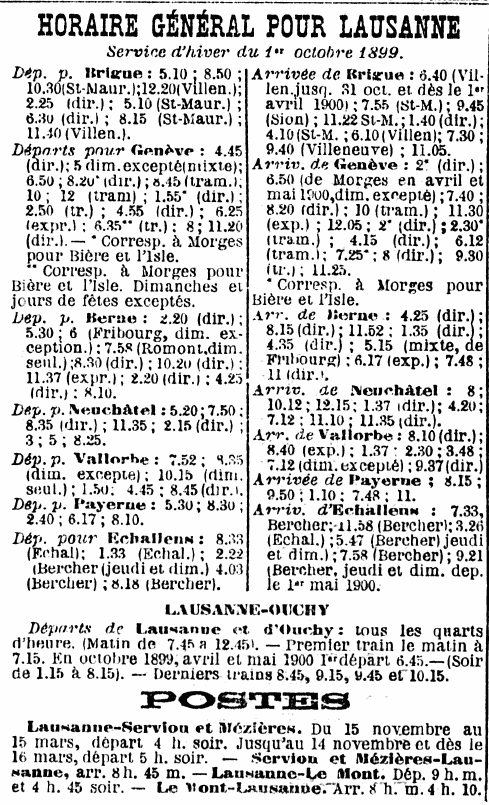 HORAIRE GÉNÉRAL POUR LAUSANNE
Service d'hiver du 1er octobre 1899.
Dép. p. Brigue : 5.10 ; 8.50 ;
10.30(St-Maur.);12.20(Villen.);
2.25 (dir.) ; 5.10 (St-Maur.) ;
6.30 (dir.) ; 8.15 (St-Maur.) ;
11.40 (Villen.).
Départs pour Genève : 4.45
(dir.); 5 dim.excepté(mixte);
6.50 ; 8.20* (dir.) ; 8.45 (tram.);
10 ; 12 (tram) ; 1.55* (dir.) ;
2.50 (tr.) ; 4.55 (dir.) ; 6.25
(expr.) ; 6.35** (tr.) ; 8 ; 11.20
(dir.). — * Corresp. à Morges
pour Bière et l'Isle.
** Corresp. à Morges pour
Bière et l'Isle. Dimanches et
jours de fêtes exceptés.
Dép. p. Berne : 2.20 (dir.) ;
5.30 ; 6 (Fribourg, dim. ex-
ception.) ; 7.58 (Romont.dim.
seul.) ;8.30 (dir.) ; 10.20 (dir.) ;
11.37 (expr.) ; 2.20 (dir.) ; 4.25
(dir.) : 8.10.
Dép. p. Neuchâtel : 5.20 ; 7.50 ;
8.35 (dir.) ; 11.35 ; 2.15 (dir.) ;
3 ; 5 ; 8.25.
Dép. p. Vallorbe : 7.52 ; 8.35
(dim. excepte) ; 10.15 (dim.
seul.) ; 1.50; 4.45 ; 8.45 (dir.).
Dép. p. Payerne : 5.30 ; 8.30 ;
2.40 ; 6.17 ; 8.10.
Dép. pour Echallens : 8.33
(Echal); 1.33 (Echal.) ; 2.22
(Bercher (jeudi et dim.) 4.03
(Bercher) ; 8.18 (Bercher).
Arrivée de Brigue : 6.40 (Vil-
len.jusq. 31 oct. et dès le 1er
avril 1900) ; 7.55 (St-M.) ; 9.45
(Sion) ; 11.22 St-M.; 1.40 (dir.);
4.10 (St-M. ; 6.10 (Villen); 7.30 ;
9.40 (Villeneuve) ; 11.05.
Arriv. de Genève : 2* (dir.) ;
6.50 (de Morges en avril et
mai 1900,dim. excepté) ; 7.40 ;
8.20 (dir.) ; 10 (tram.) ; 11.30
(exp.) ; 12.05 ; 2* (dir.) ; 2.30*
(tram.) ; 4.15 (dir.) ; 6.12
(tram.); 7.25* ; 8 (dir.) ; 9.30
(tr.) ; 11.25.
* Corresp. à Morges pour
Bière et l'Isle.
Arr. de Berne : 4.25 (dir.) ;
8.15 (dir.) ; 11.52 ; 1.35 (dir.) ;
4.35 (dir.) ; 5.15 (mixte, de
Fribourg) ; 6.17 (exp.) ; 7.48 ;
11 (dir.).
Arriv. de Neuchâtel : 8 ;
10.12 ; 12.15; 1.37 (dir.) ; 4.20 ;
7.12 ; 11.10 ; 11.35 (dir.).
Arr. de Vallorbe : 8.10 (dir.) ;
8.40 (exp.) ; 1.37 ; 2.30 ; 3.48 ;
7.12 (dim. excepté) ; 9.37 (dir.)
Arrivée de Payerne ; 8.15 ;
9.50 ; 1.10 ; 7.48 ; 11.
Arriv. d'Echallens : 7.33,
Bercher; 11.58 (Bercher); 3.26
(Echal.) ; 5.47 (Bercher) jeudi
et dim.) ; 7.58 (Bercher); 9.21
(Bercher, jeudi et dim. dep.
le 1er mai 1900.
LAUSANNE-OUCHY
Départs de Lausanne et d'Ouchy : tous les quarts
d'heure. (Matin de 7.45 a 12.45). — Premier train le matin à
7.15. En octobre 1899, avril et mai 1900 1er départ 6.45. — (Soir
de 1.15 à 8.15). — Derniers trains 8.45, 9.15, 9.45 et 10.15.
POSTES
Lausanne-Servion et Mézières. Du 15 novembre au
15 mars, départ 4 h. soir. Jusqu'au 14 novembre et dès le
16 mars, départ 5 h. soir. — Servion et Mézières-Lau-
sanne, arr. 8 h. 45 m. — Lausanne-Le Mont. Dép. 9 h. m.
et 4 h. 45 soir. — Le Mont-Lausanne. Arr. 8 h. m. 4 h. 10.